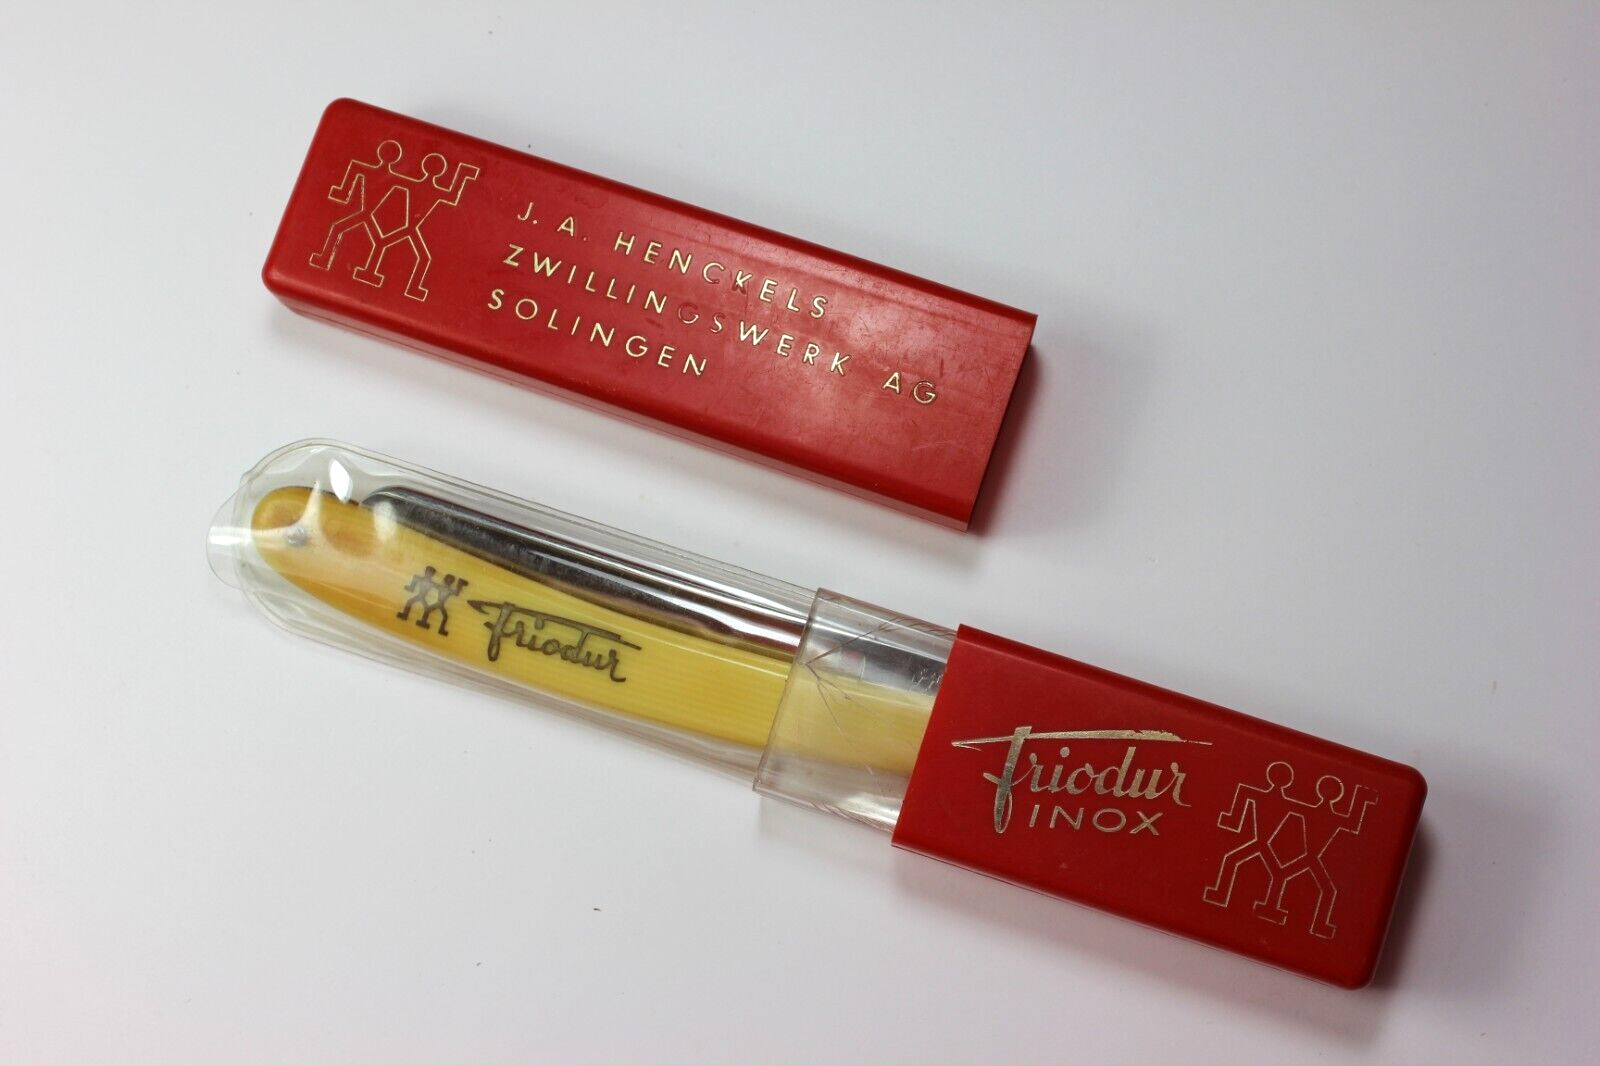 J. A. HENCKELS
ZWILLINGSWERK AG
SOLINGEN
Friodur
Friodur
INOX